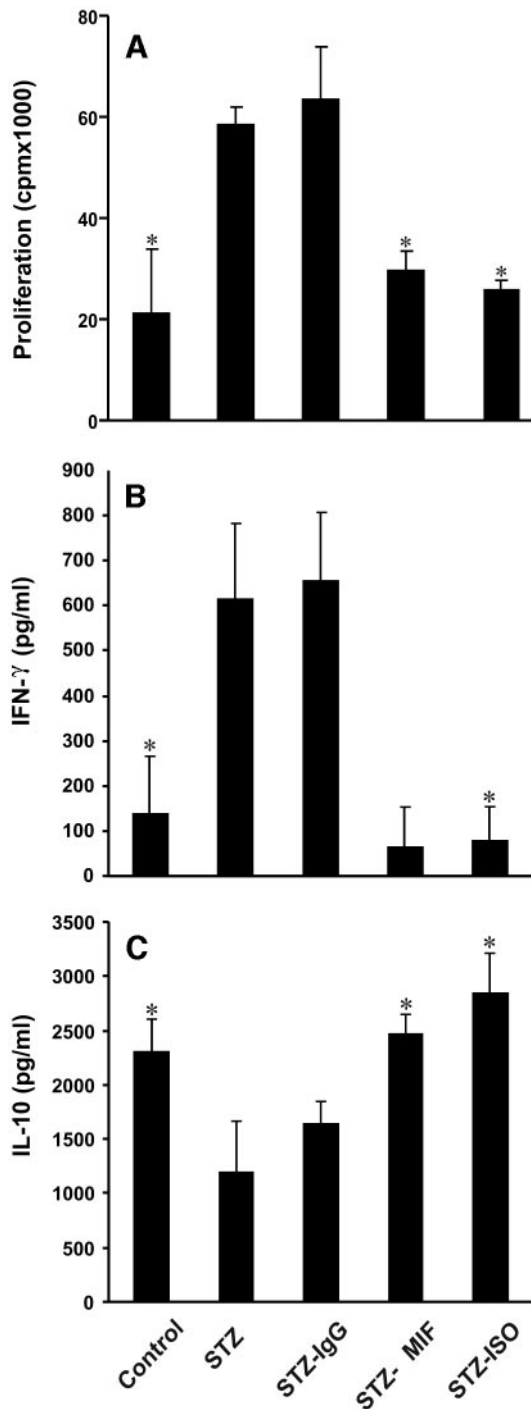 A
Proliferation (cpmx1000)
80
60
40
20
0
*
*
*
B
IFN-γ (pg/ml)
900
800
700
600
500
400
300
200
100
0
*
*
C
IL-10 (pg/ml)
3500
3000
2500
2000
1500
1000
500
0
*
*
*
Control
STZ
STZ-IgG
STZ- MIF
STZ-ISO